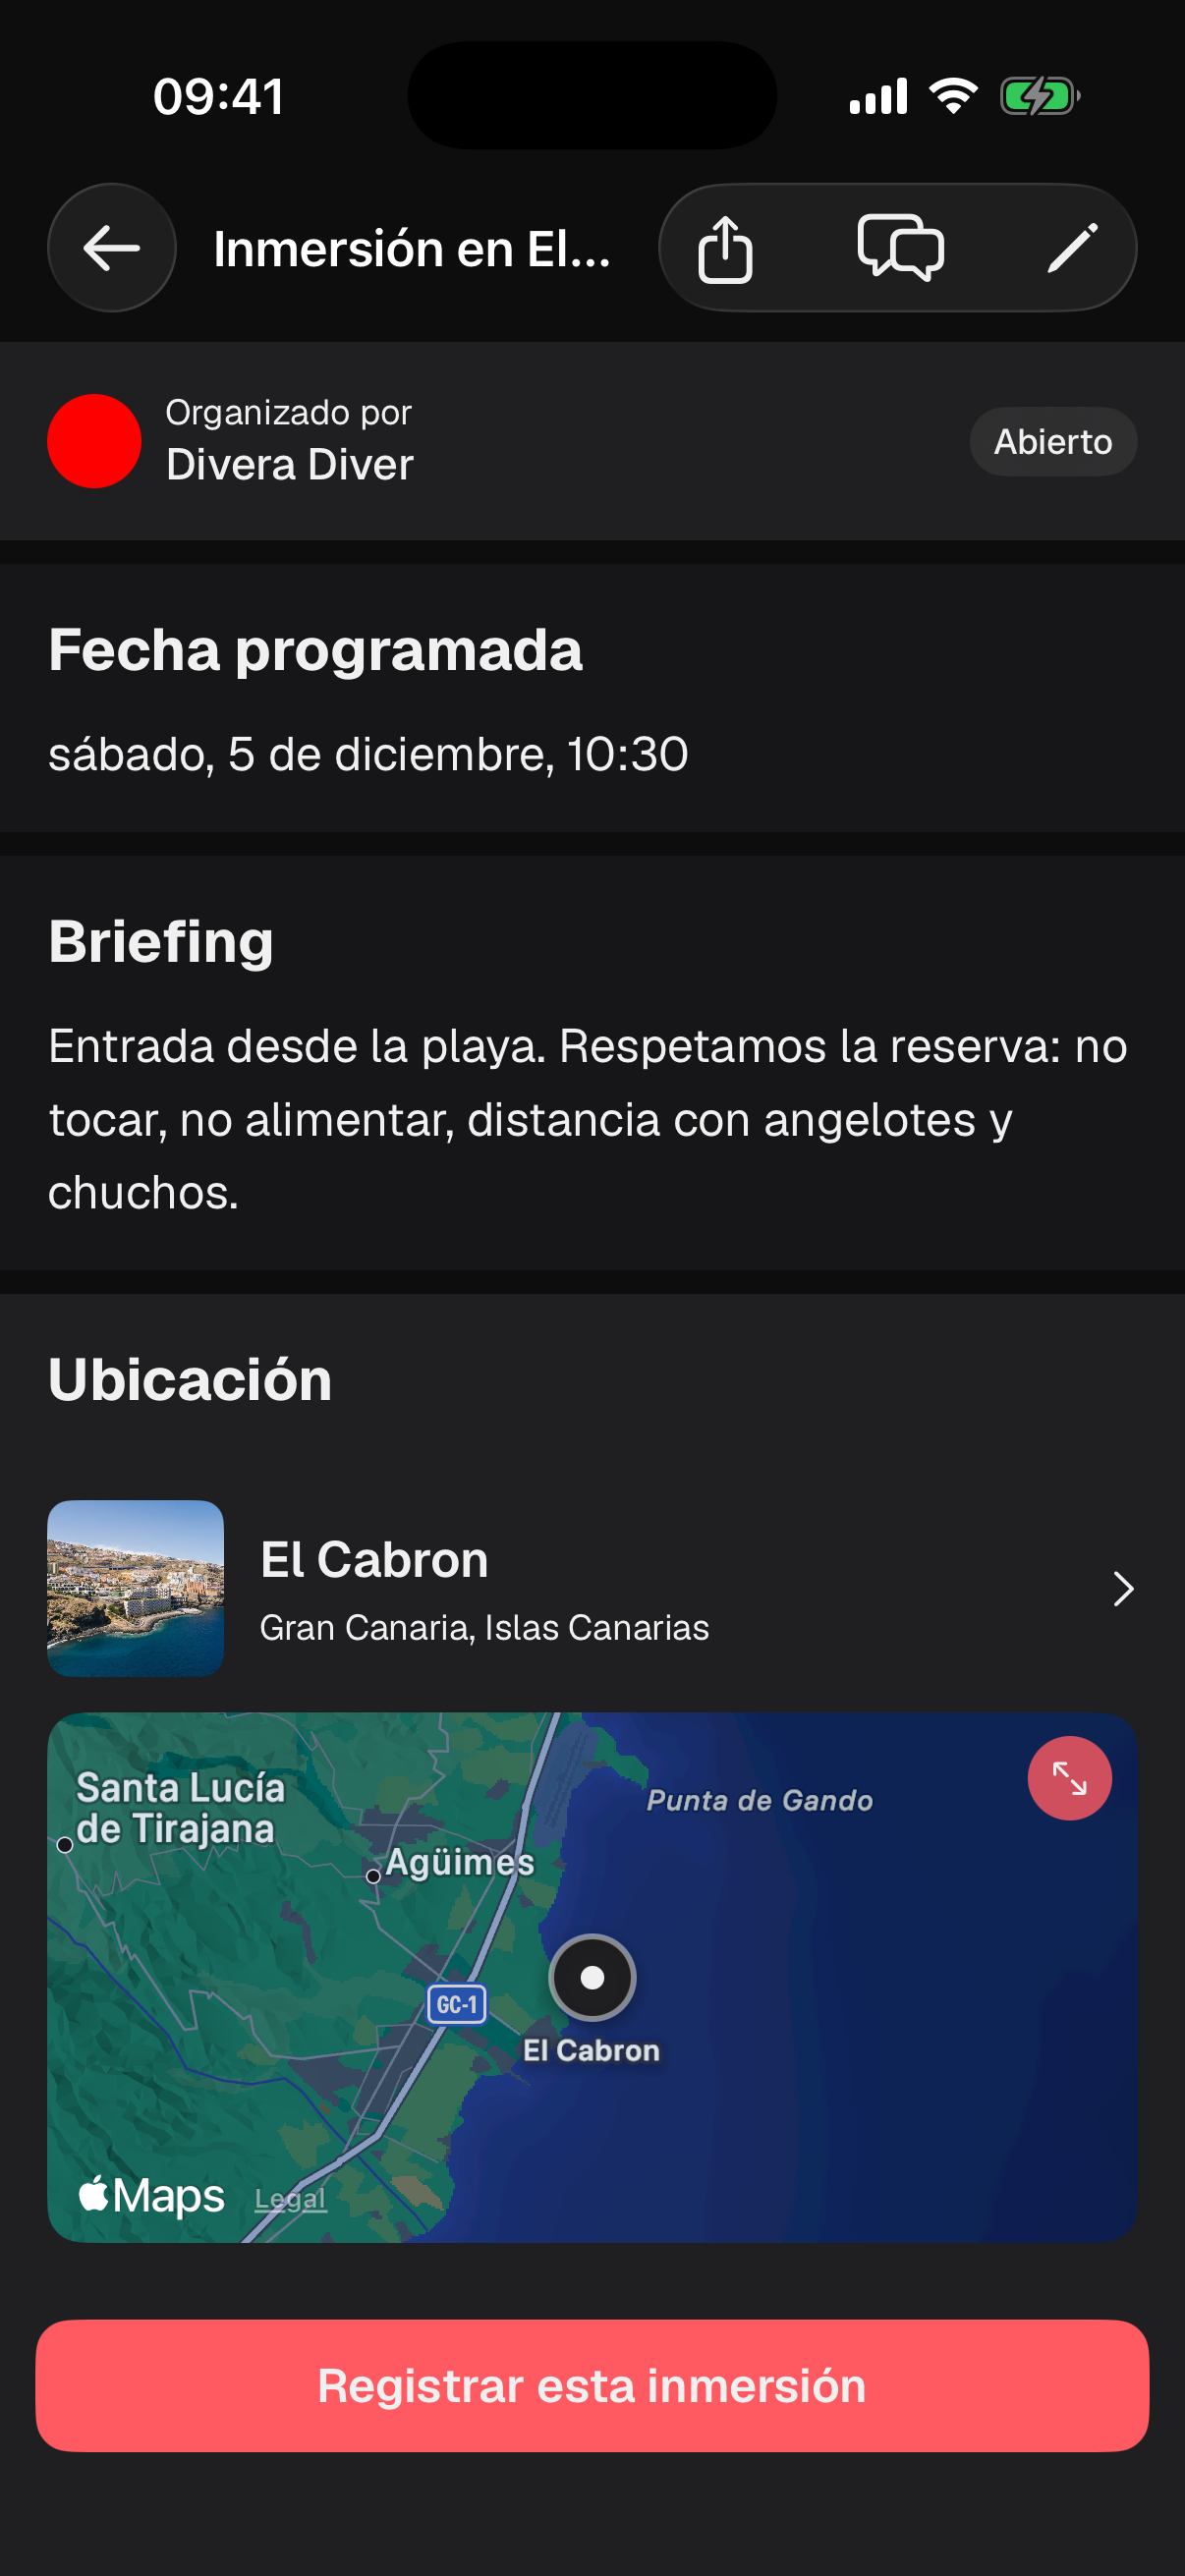 09:41
Inmersión en El...
Organizado por
Divera Diver
Abierto
Fecha programada
sábado, 5 de diciembre, 10:30
Briefing
Entrada desde la playa. Respetamos la reserva: no
tocar, no alimentar, distancia con angelotes y
chuchos.
Ubicación
El Cabron
Gran Canaria, Islas Canarias
Santa Lucía
de Tirajana
Punta de Gando
Agüimes
GC-1
El Cabron
Maps
Legal
Registrar esta inmersión